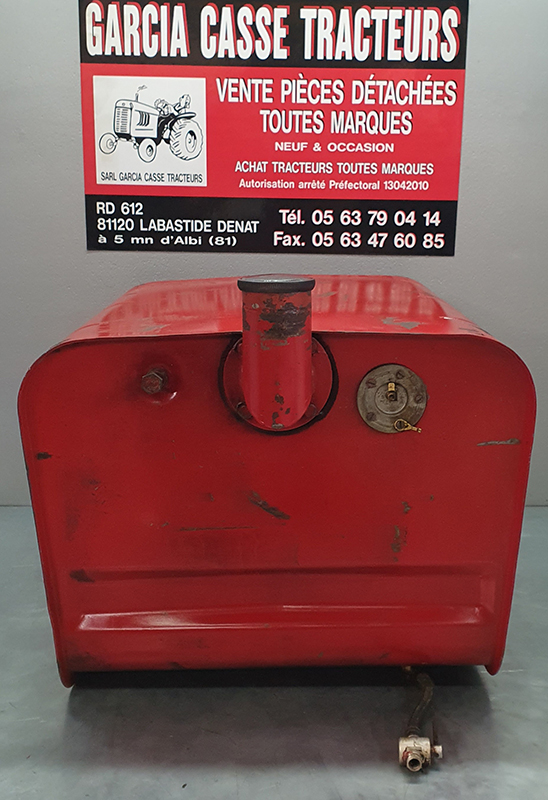 GARCIA CASSE TRACTEURS
VENTE PIÈCES DÉTACHÉES
TOUTES MARQUES
NEUF & OCCASION
ACHAT TRACTEURS TOUTES MARQUES
Autorisation arrêté Préfectoral 13042010
SARL GARCIA CASSE TRACTEURS
RD 612
81120 LABASTIDE DENAT
à 5 mn d'Albi (81)
Tél. 05 63 79 04 14
Fax. 05 63 47 60 85